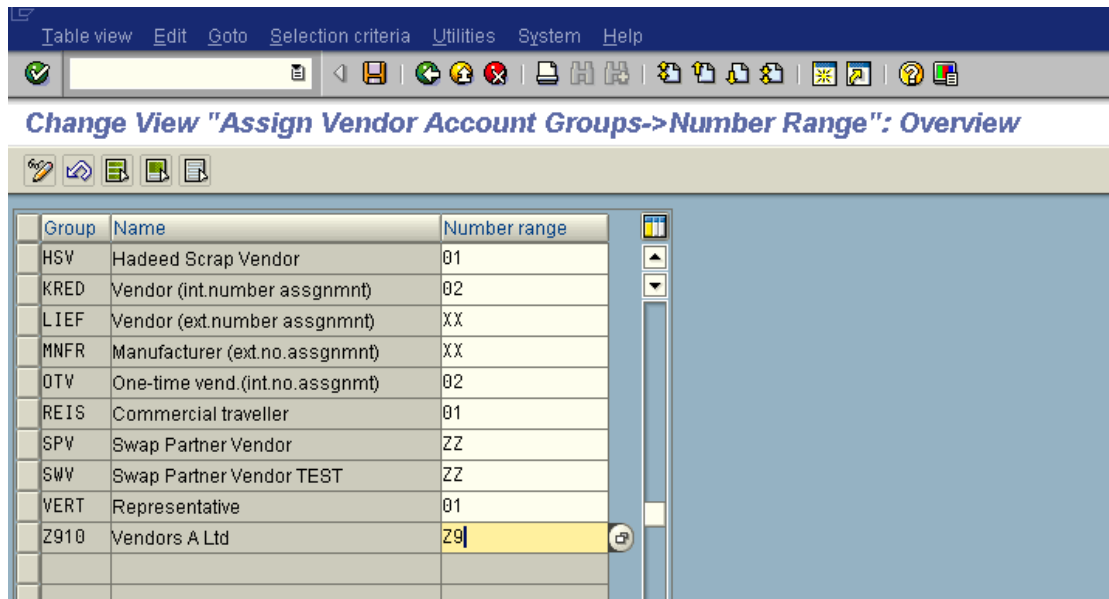 Table view Edit Goto Selection criteria Utilities System Help
Change View "Assign Vendor Account Groups->Number Range": Overview
Group Name Number range
HSV Hadeed Scrap Vendor 01
KRED Vendor (int.number assgnmnt) 02
LIEF Vendor (ext.number assgnmnt) XX
MNFR Manufacturer (ext.no.assgnmnt) XX
OTV One-time vend.(int.no.assgnmt) 02
REIS Commercial traveller 01
SPV Swap Partner Vendor ZZ
SWV Swap Partner Vendor TEST ZZ
VERT Representative 01
Z910 Vendors A Ltd Z9